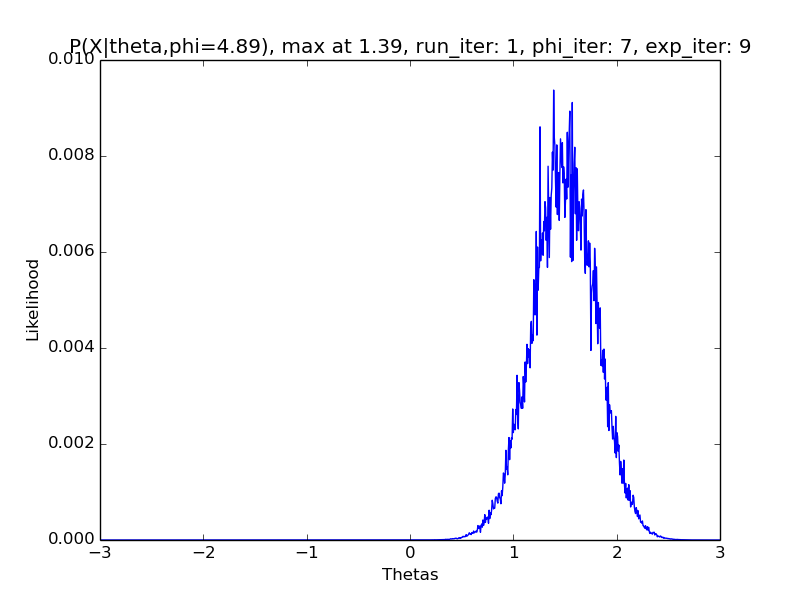 P(X|theta,phi=4.89), max at 1.39, run_iter: 1, phi_iter: 7, exp_iter: 9
0.010
0.008
0.006
0.004
0.002
0.000
Likelihood
−3 −2 −1 0 1 2 3
Thetas